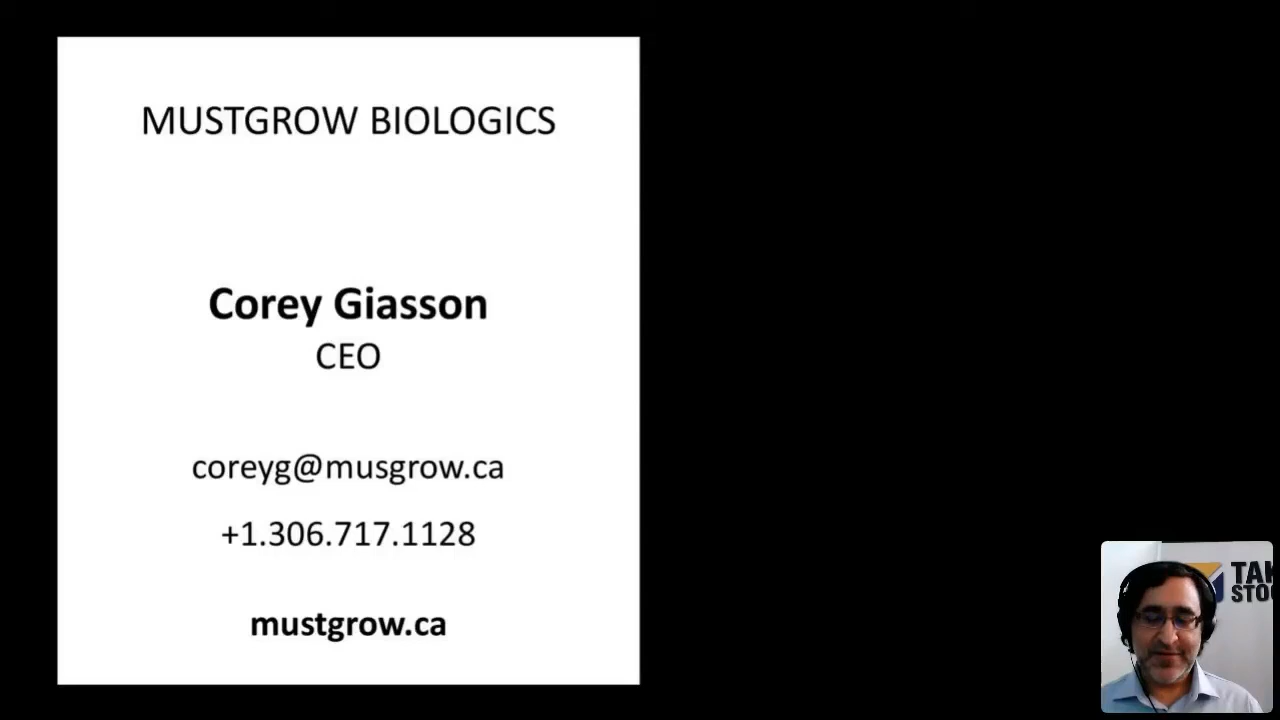 MUSTGROW BIOLOGICS
Corey Giasson
CEO
coreyg@musgrow.ca
+1.306.717.1128
mustgrow.ca